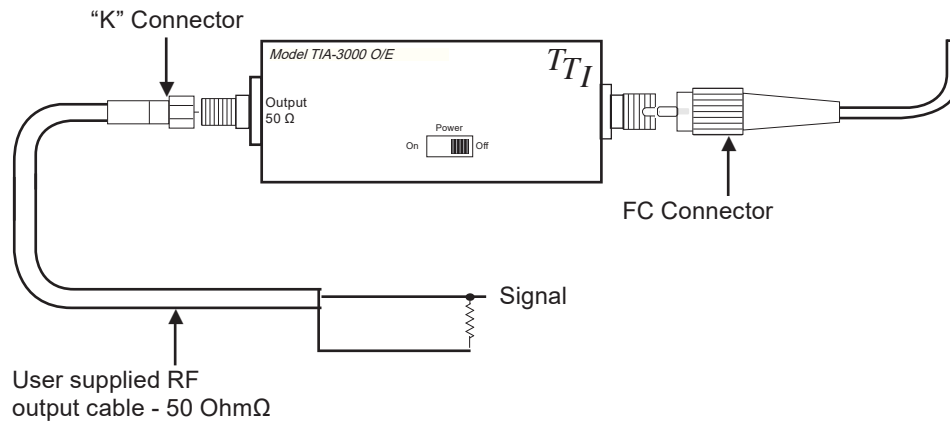 “K” Connector
Model TIA-3000 O/E
TTI
Output
50 Ω
Power
On
Off
FC Connector
Signal
User supplied RF
output cable - 50 OhmΩ